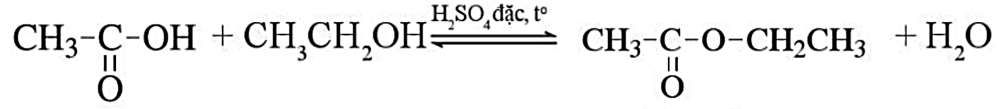 H₂SO₄ đặc, tº
CH₃-C-OH + CH₃CH₂OH ⇌ CH₃-C-O-CH₂CH₃ + H₂O
O O